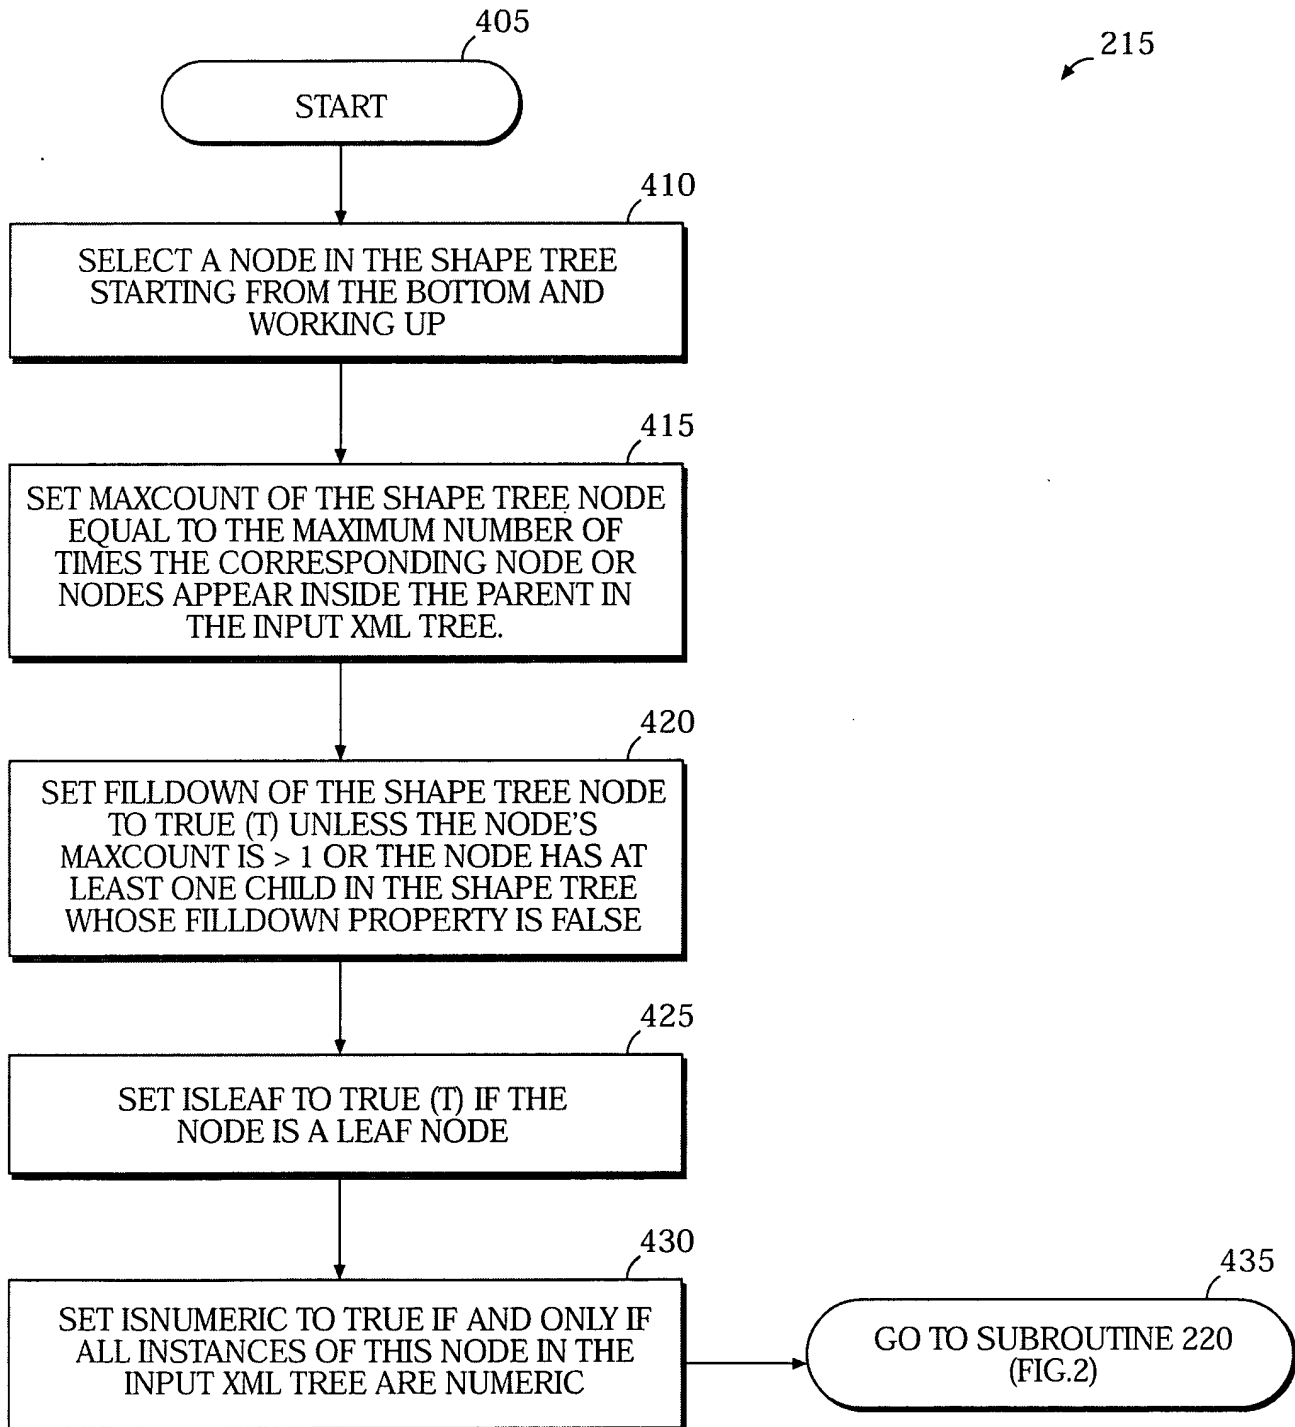 405
215
START
410
SELECT A NODE IN THE SHAPE TREE
STARTING FROM THE BOTTOM AND
WORKING UP
415
SET MAXCOUNT OF THE SHAPE TREE NODE
EQUAL TO THE MAXIMUM NUMBER OF
TIMES THE CORRESPONDING NODE OR
NODES APPEAR INSIDE THE PARENT IN
THE INPUT XML TREE.
420
SET FILLDOWN OF THE SHAPE TREE NODE
TO TRUE (T) UNLESS THE NODE'S
MAXCOUNT IS > 1 OR THE NODE HAS AT
LEAST ONE CHILD IN THE SHAPE TREE
WHOSE FILLDOWN PROPERTY IS FALSE
425
SET ISLEAF TO TRUE (T) IF THE
NODE IS A LEAF NODE
430
SET ISNUMERIC TO TRUE IF AND ONLY IF
ALL INSTANCES OF THIS NODE IN THE
INPUT XML TREE ARE NUMERIC
435
GO TO SUBROUTINE 220
(FIG.2)